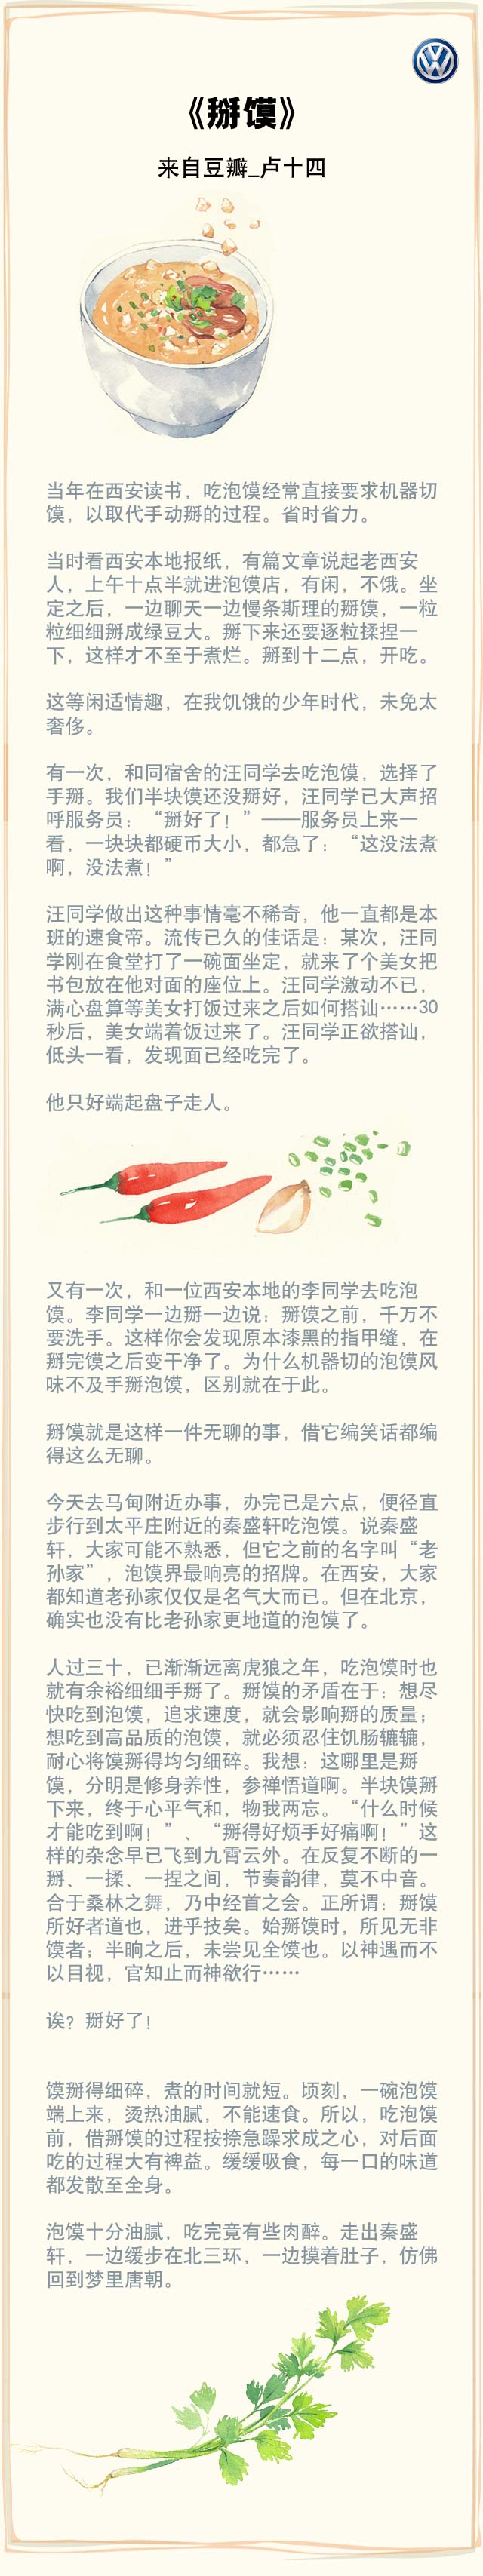 《掰馍》
来自豆瓣_卢十四
当年在西安读书，吃泡馍经常直接要求机器切
馍，以取代手动掰的过程。省时省力。
当时看西安本地报纸，有篇文章说起老西安
人，上午十点半就进泡馍店，有闲，不饿。坐
定之后，一边聊天一边慢条斯理的掰馍，一粒
粒细细掰成绿豆大。掰下来还要逐粒揉捏一
下，这样才不至于煮烂。掰到十二点，开吃。
这等闲适情趣，在我饥饿的少年时代，未免太
奢侈。
有一次，和同宿舍的汪同学去吃泡馍，选择了
手掰。我们半块馍还没掰好，汪同学已大声招
呼服务员：“掰好了！”——服务员上来一
看，一块块都硬币大小，都急了：“这没法煮
啊，没法煮！”
汪同学做出这种事情毫不稀奇，他一直都是本
班的速食帝。流传已久的佳话是：某次，汪同
学刚在食堂打了一碗面坐定，就来了个美女把
书包放在他对面的座位上。汪同学激动不已，
满心盘算等美女打饭过来之后如何搭讪……30
秒后，美女端着饭过来了。汪同学正欲搭讪，
低头一看，发现面已经吃完了。
他只好端起盘子走人。
又有一次，和一位西安本地的李同学去吃泡
馍。李同学一边掰一边说：掰馍之前，千万不
要洗手。这样你会发现原本漆黑的指甲缝，在
掰完馍之后变干净了。为什么机器切的泡馍风
味不及手掰泡馍，区别就在于此。
掰馍就是这样一件无聊的事，借它编笑话都编
得这么无聊。
今天去马甸附近办事，办完已是六点，便径直
步行到太平庄附近的秦盛轩吃泡馍。说秦盛
轩，大家可能不熟悉，但它之前的名字叫“老
孙家”，泡馍界最响亮的招牌。在西安，大家
都知道老孙家仅仅是名气大而已。但在北京，
确实也没有比老孙家更地道的泡馍了。
人过三十，已渐渐远离虎狼之年，吃泡馍时也
就有余裕细细手掰了。掰馍的矛盾在于：想尽
快吃到泡馍，追求速度，就会影响掰的质量；
想吃到高品质的泡馍，就必须忍住饥肠辘辘，
耐心将馍掰得均匀细碎。我想：这哪里是掰
馍，分明是修身养性，参禅悟道啊。半块馍掰
下来，终于心平气和，物我两忘。“什么时候
才能吃到啊！”、“掰得好烦手好痛啊！”这
样的杂念早已飞到九霄云外。在反复不断的一
掰、一揉、一捏之间，节奏韵律，莫不中音。
合于桑林之舞，乃中经首之会。正所谓：掰馍
所好者道也，进乎技矣。始掰馍时，所见无非
馍者；半晌之后，未尝见全馍也。以神遇而不
以目视，官知止而神欲行……
诶？掰好了！
馍掰得细碎，煮的时间就短。顷刻，一碗泡馍
端上来，烫热油腻，不能速食。所以，吃泡馍
前，借掰馍的过程按捺急躁求成之心，对后面
吃的过程大有裨益。缓缓吸食，每一口的味道
都发散至全身。
泡馍十分油腻，吃完竟有些肉醉。走出秦盛
轩，一边缓步在北三环，一边摸着肚子，仿佛
回到梦里唐朝。